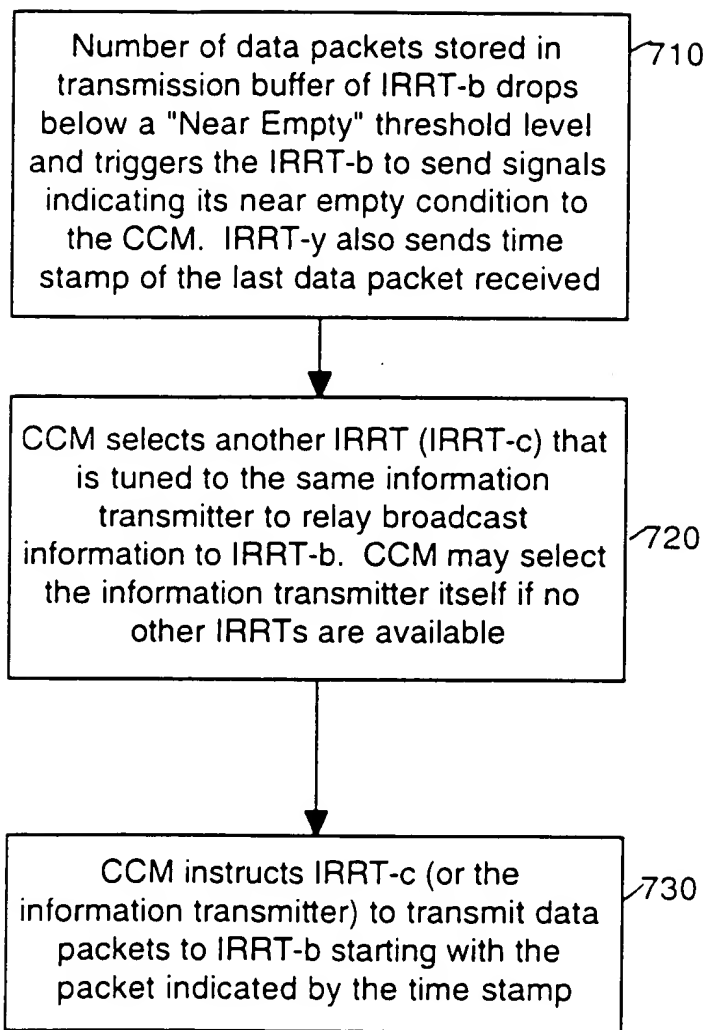 Number of data packets stored in
transmission buffer of IRRT-b drops
below a "Near Empty" threshold level
and triggers the IRRT-b to send signals
indicating its near empty condition to
the CCM. IRRT-y also sends time
stamp of the last data packet received
710
CCM selects another IRRT (IRRT-c) that
is tuned to the same information
transmitter to relay broadcast
information to IRRT-b. CCM may select
the information transmitter itself if no
other IRRTs are available
720
CCM instructs IRRT-c (or the
information transmitter) to transmit data
packets to IRRT-b starting with the
packet indicated by the time stamp
730